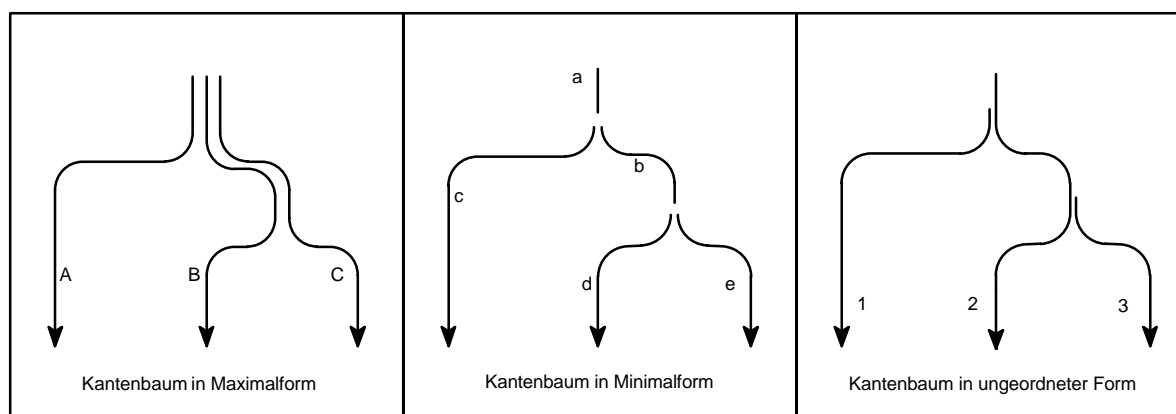 A
B
C
Kantenbaum in Maximalform
a
b
c
d
e
Kantenbaum in Minimalform
1
2
3
Kantenbaum in ungeordneter Form